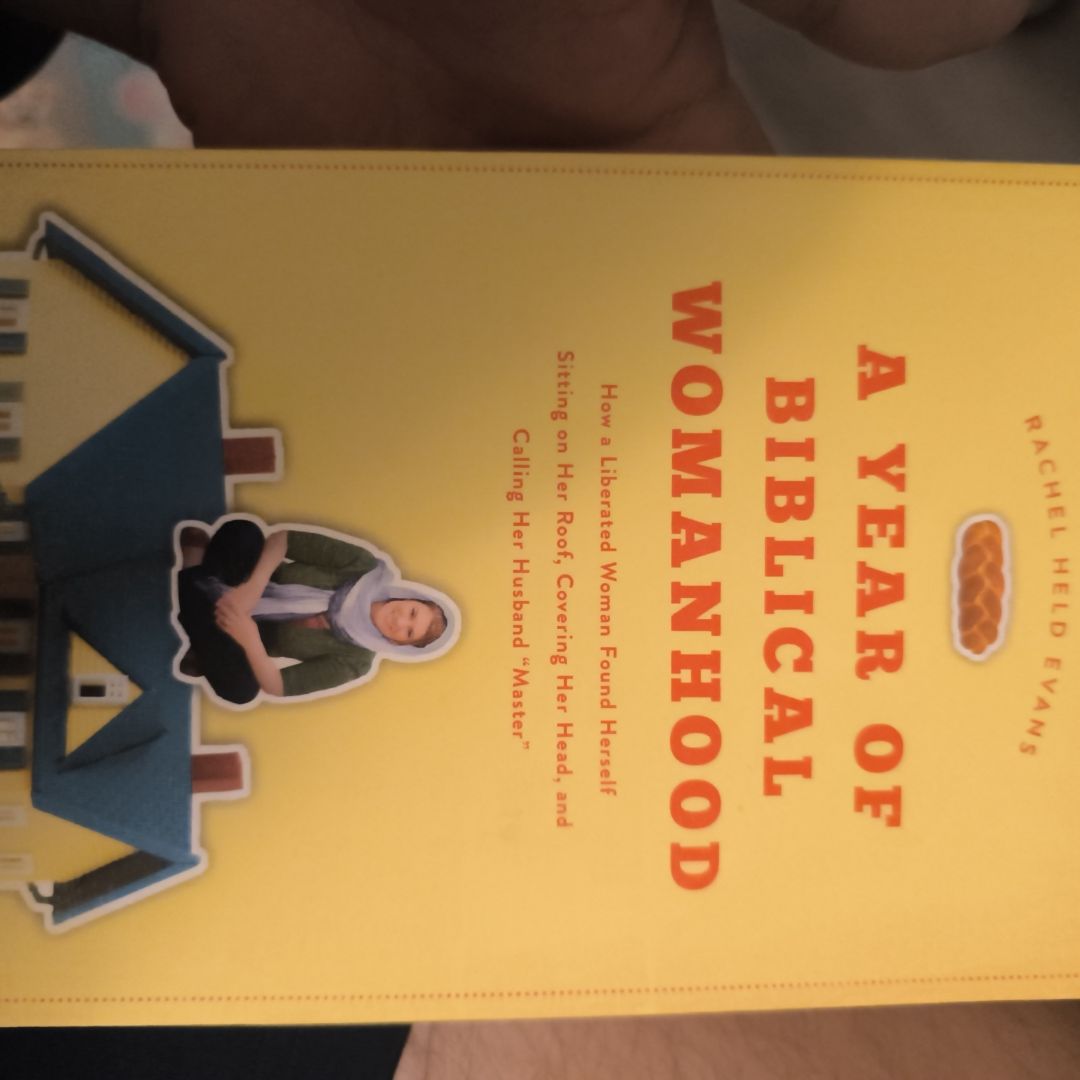 RACHEL HELD EVANS
A YEAR OF
BIBLICAL
WOMANHOOD
How a Liberated Woman Found Herself
Sitting on Her Roof, Covering Her Head, and
Calling Her Husband “Master”